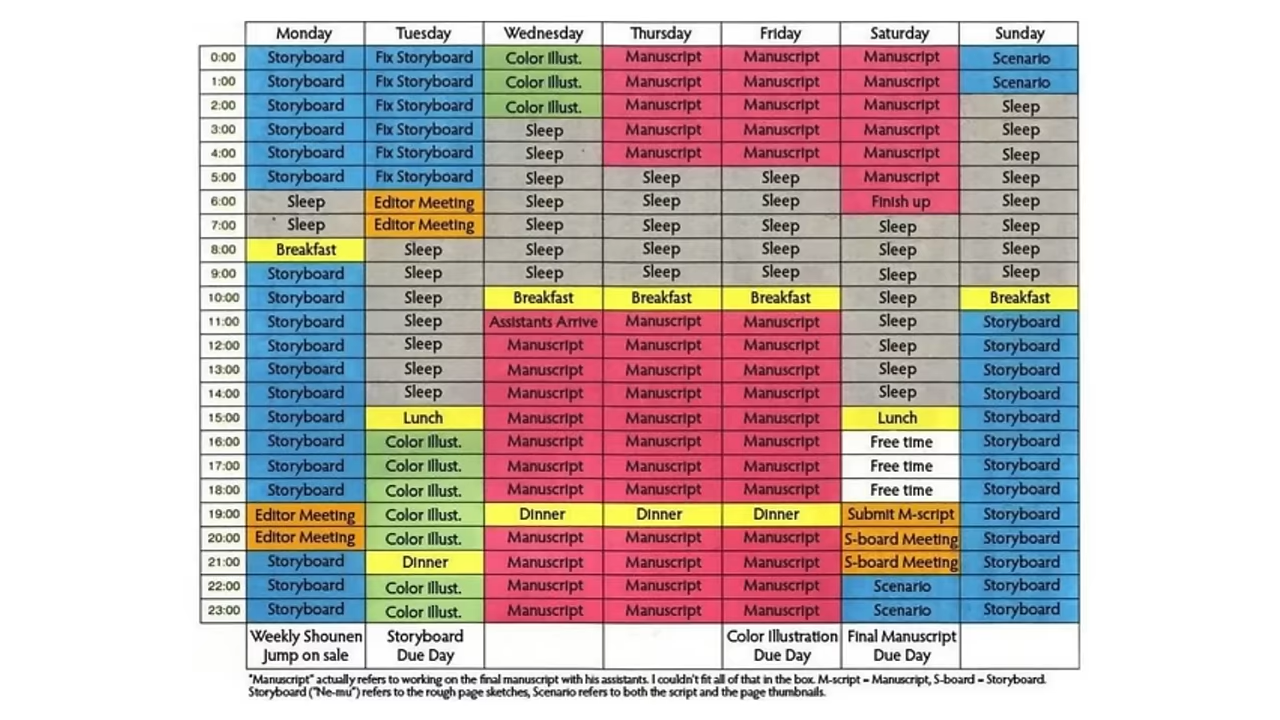 Monday Tuesday Wednesday Thursday Friday Saturday Sunday
0:00 Storyboard Fix Storyboard Color Illust. Manuscript Manuscript Manuscript Scenario
1:00 Storyboard Fix Storyboard Color Illust. Manuscript Manuscript Manuscript Scenario
2:00 Storyboard Fix Storyboard Color Illust. Manuscript Manuscript Manuscript Sleep
3:00 Storyboard Fix Storyboard Sleep Manuscript Manuscript Manuscript Sleep
4:00 Storyboard Fix Storyboard Sleep Manuscript Manuscript Manuscript Sleep
5:00 Storyboard Fix Storyboard Sleep Sleep Sleep Manuscript Sleep
6:00 Sleep Editor Meeting Sleep Sleep Sleep Finish up Sleep
7:00 Sleep Editor Meeting Sleep Sleep Sleep Sleep Sleep
8:00 Breakfast Sleep Sleep Sleep Sleep Sleep Sleep
9:00 Storyboard Sleep Sleep Sleep Sleep Sleep Sleep
10:00 Storyboard Sleep Breakfast Breakfast Breakfast Sleep Breakfast
11:00 Storyboard Sleep Assistants Arrive Manuscript Manuscript Sleep Storyboard
12:00 Storyboard Sleep Manuscript Manuscript Manuscript Sleep Storyboard
13:00 Storyboard Sleep Manuscript Manuscript Manuscript Sleep Storyboard
14:00 Storyboard Sleep Manuscript Manuscript Manuscript Sleep Storyboard
15:00 Storyboard Lunch Manuscript Manuscript Manuscript Lunch Storyboard
16:00 Storyboard Color Illust. Manuscript Manuscript Manuscript Free time Storyboard
17:00 Storyboard Color Illust. Manuscript Manuscript Manuscript Free time Storyboard
18:00 Storyboard Color Illust. Manuscript Manuscript Manuscript Free time Storyboard
19:00 Editor Meeting Color Illust. Dinner Dinner Dinner Submit M-script Storyboard
20:00 Editor Meeting Color Illust. Manuscript Manuscript Manuscript S-board Meeting Storyboard
21:00 Storyboard Dinner Manuscript Manuscript Manuscript S-board Meeting Storyboard
22:00 Storyboard Color Illust. Manuscript Manuscript Manuscript Scenario Storyboard
23:00 Storyboard Color Illust. Manuscript Manuscript Manuscript Scenario Storyboard
Weekly Shounen Storyboard Color Illustration Final Manuscript
Jump on sale Due Day Due Day Due Day
"Manuscript" actually refers to working on the final manuscript with his assistants. I couldn't fit all of that in the box. M-script = Manuscript, S-board = Storyboard.
Storyboard ("Ne-mu") refers to the rough page sketches, Scenario refers to both the script and the page thumbnails.